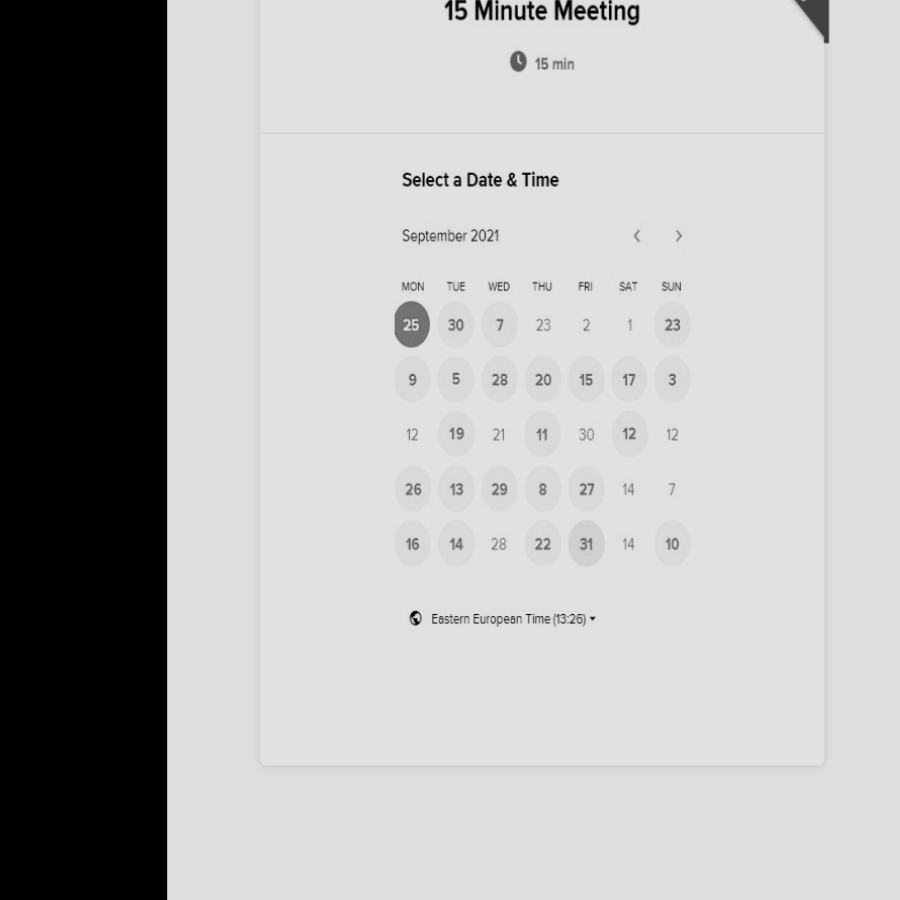 15 Minute Meeting
15 min
Select a Date & Time
September 2021
MON TUE WED THU FRI SAT SUN
25 30 7 23 2 1 23
9 5 28 20 15 17 3
12 19 21 11 30 12 12
26 13 29 8 27 14 7
16 14 28 22 31 14 10
Eastern European Time (13:26)